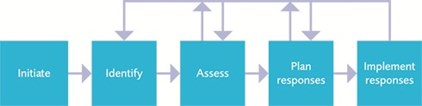 Initiate
Identify
Assess
Plan
responses
Implement
responses